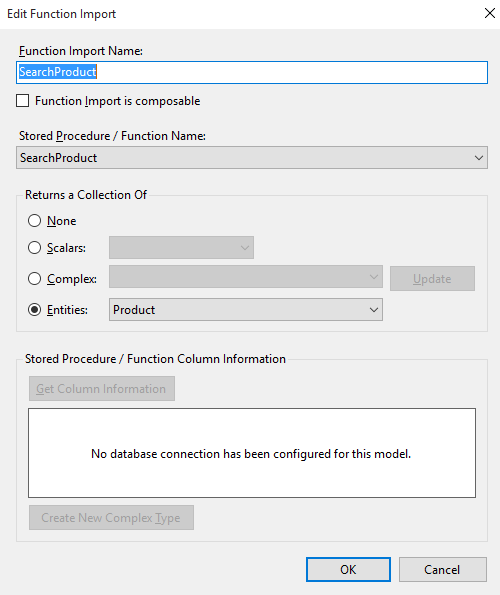 Edit Function Import
Function Import Name:
SearchProduct
Function Import is composable
Stored Procedure / Function Name:
SearchProduct
Returns a Collection Of
None
Scalars:
Complex:
Update
Entities:
Product
Stored Procedure / Function Column Information
Get Column Information
No database connection has been configured for this model.
Create New Complex Type
OK
Cancel